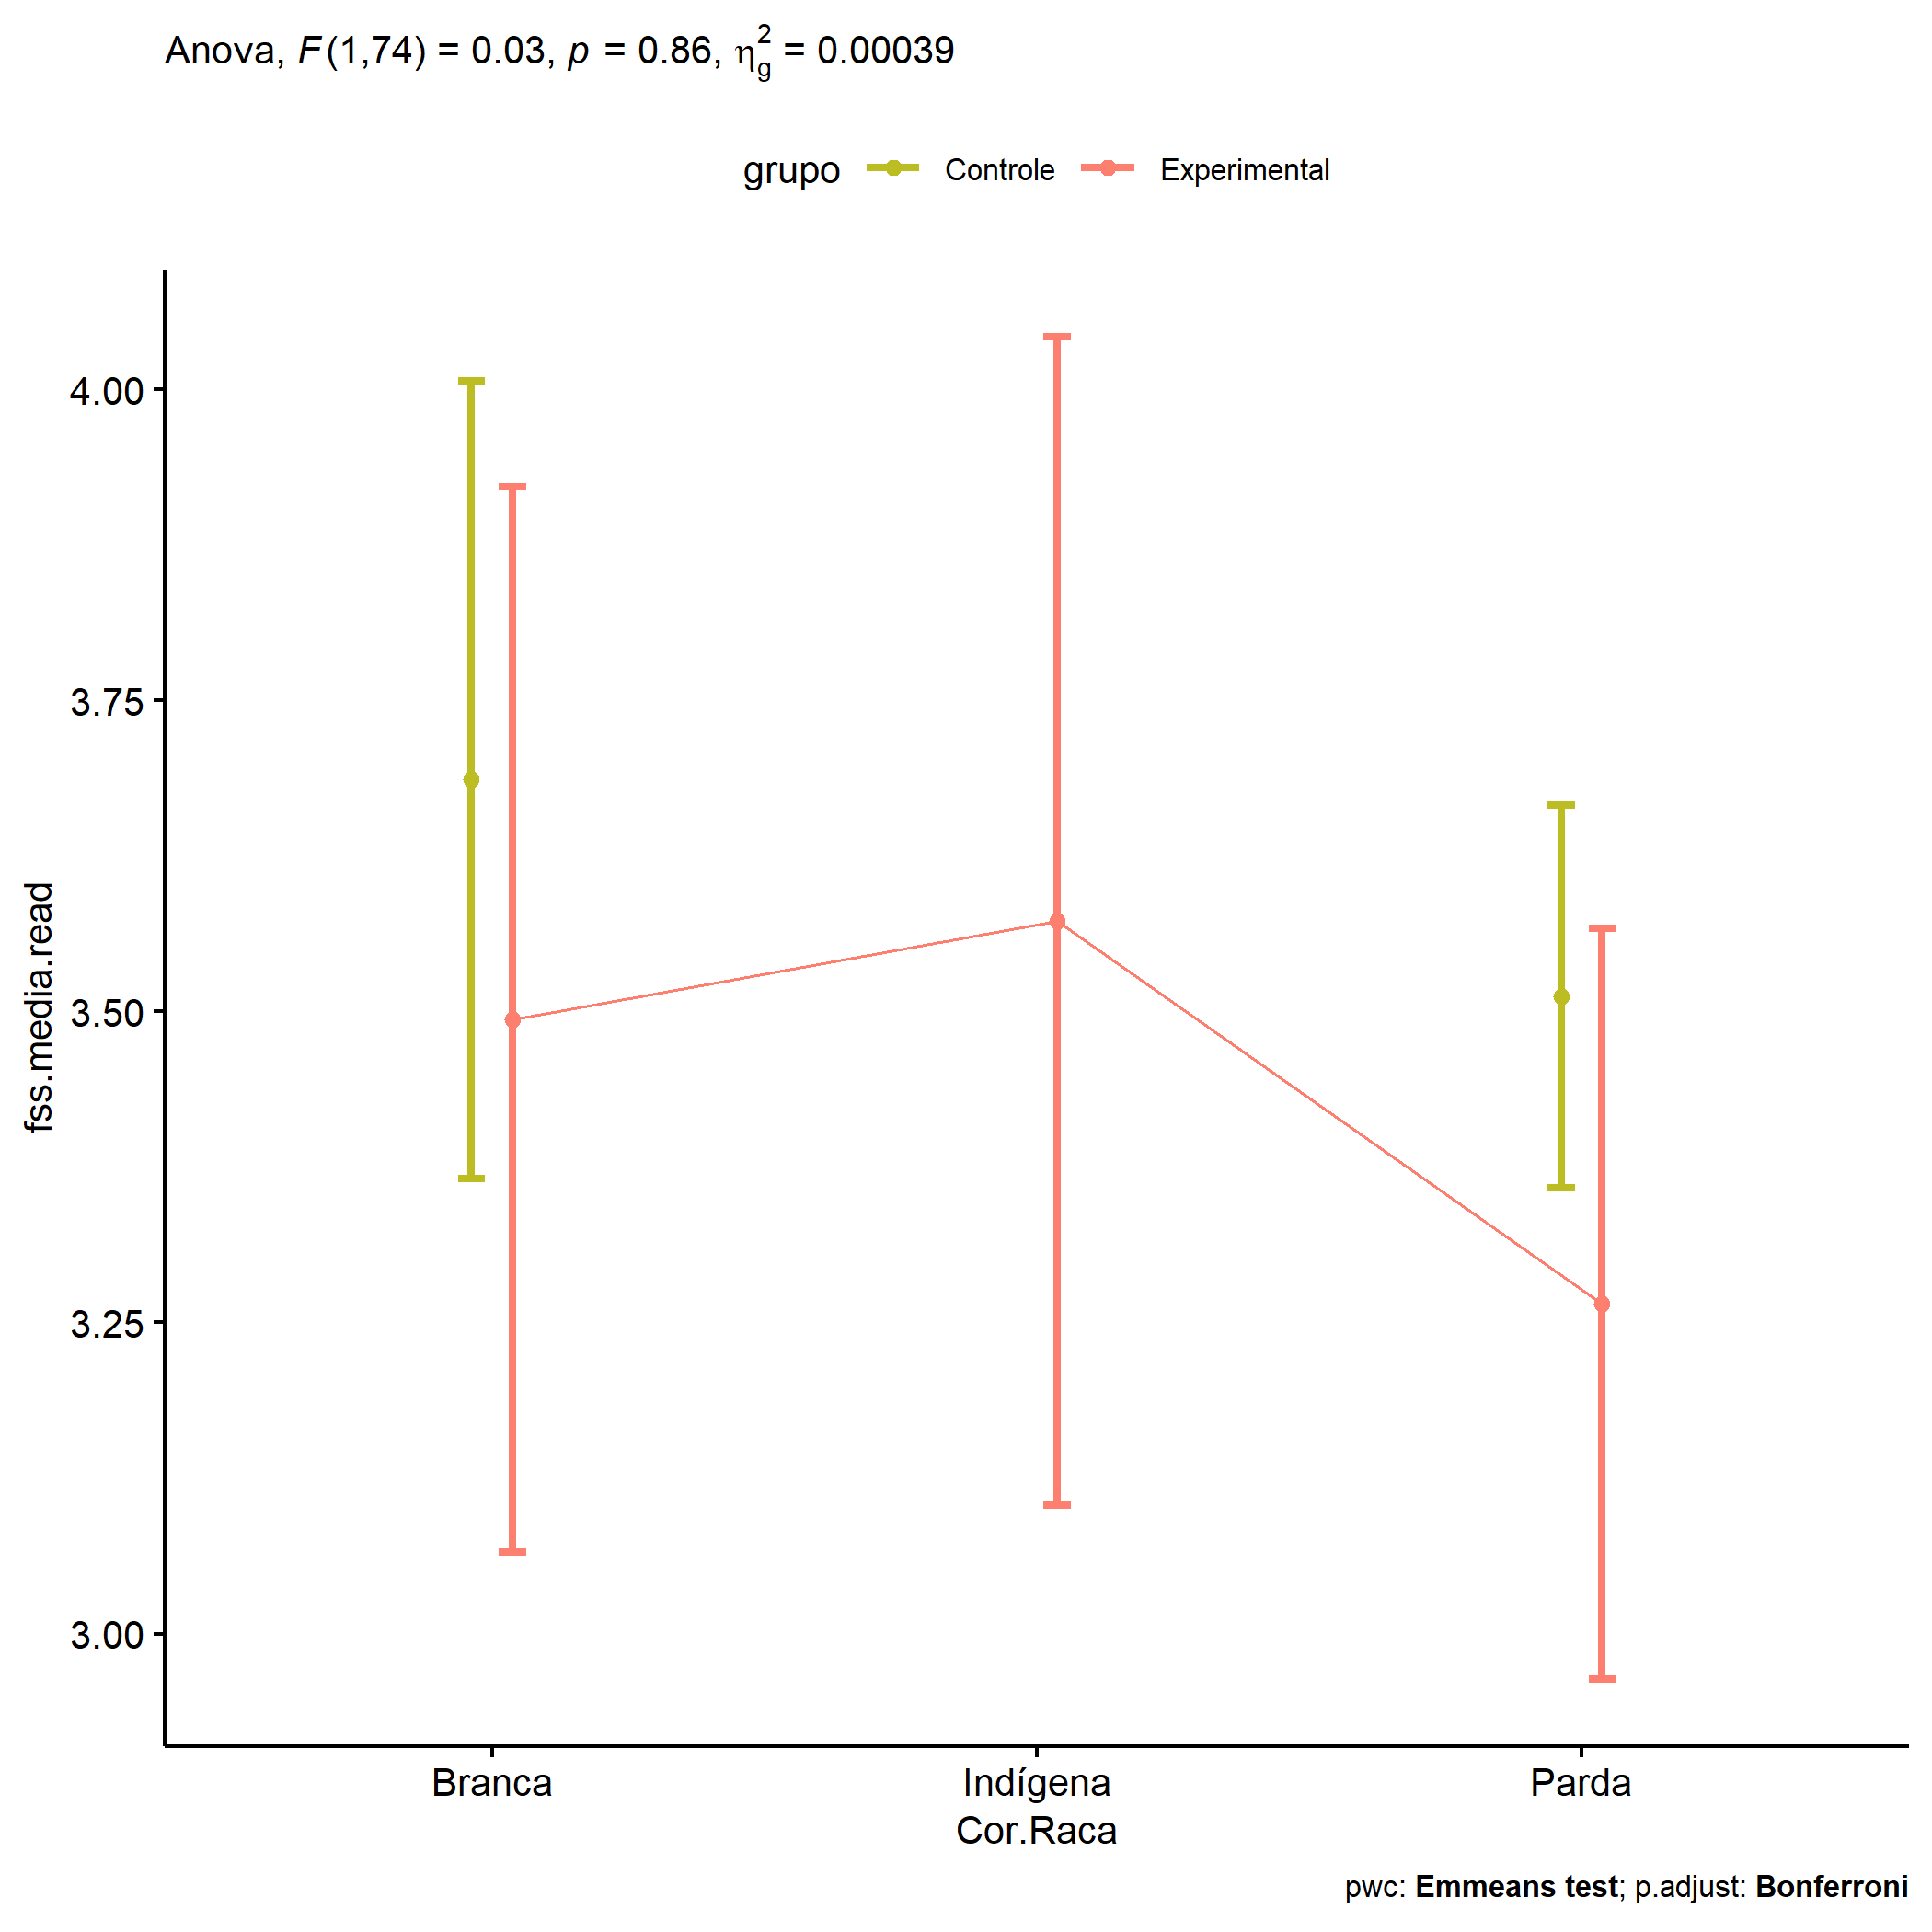 Anova, F(1,74) = 0.03, p = 0.86, η²g = 0.00039
grupo Controle Experimental
4.00
3.75
3.50
3.25
3.00
fss.media.read
Branca Indígena Parda
Cor.Raca
pwc: Emmeans test; p.adjust: Bonferroni